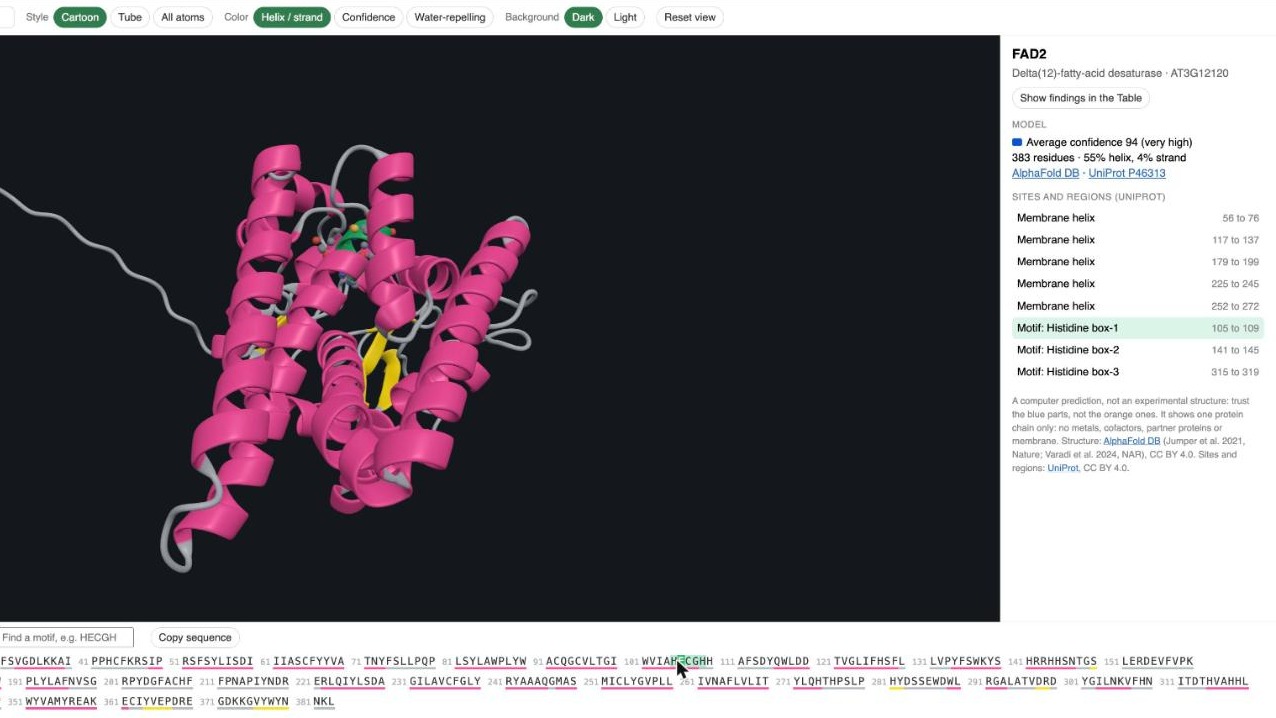 Style Cartoon Tube All atoms Color Helix / strand Confidence Water-repelling Background Dark Light Reset view
FAD2
Delta(12)-fatty-acid desaturase · AT3G12120
Show findings in the Table
MODEL
Average confidence 94 (very high)
383 residues · 55% helix, 4% strand
AlphaFold DB · UniProt P46313
SITES AND REGIONS (UNIPROT)
Membrane helix 56 to 76
Membrane helix 117 to 137
Membrane helix 179 to 199
Membrane helix 225 to 245
Membrane helix 252 to 272
Motif: Histidine box-1 105 to 109
Motif: Histidine box-2 141 to 145
Motif: Histidine box-3 315 to 319
A computer prediction, not an experimental structure: trust
the blue parts, not the orange ones. It shows one protein
chain only: no metals, cofactors, partner proteins or
membrane. Structure: AlphaFold DB (Jumper et al. 2021,
Nature; Varadi et al. 2024, NAR), CC BY 4.0. Sites and
regions: UniProt, CC BY 4.0.
Find a motif, e.g. HECGH Copy sequence
FSVGDLKKAI 41 PPHCFKRSIP 51 RSFSYLISDI 61 IIASCFYYVA 71 TNYFSLLPQP 81 LSYLAWPLYW 91 ACQGCVLTGI 101 WVIAHECGHH 111 AFSDYQWLDD 121 TVGLIFHSFL 131 LVPYFSWKYS 141 HRRHHSNTGS 151 LERDEVFVPK
191 PLYLAFNVSG 201 RPYDGFACHF 211 FPNAPIYNDR 221 ERLQIYLSDA 231 GILAVCFGLY 241 RYAAAQGMAS 251 MICLYGVPLL 261 IVNAFLVLIT 271 YLQHTHPSLP 281 HYDSSEWDWL 291 RGALATVDRD 301 YGILNKVFHN 311 ITDTHVAHHL
351 WYVAMYREAK 361 ECIYVEPDRE 371 GDKKGVYWYN 381 NKL